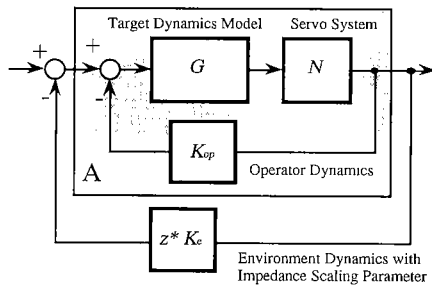 Target Dynamics Model
Servo System
+
+
G
N
-
-
K_op
A
Operator Dynamics
z* K_e
Environment Dynamics with
Impedance Scaling Parameter